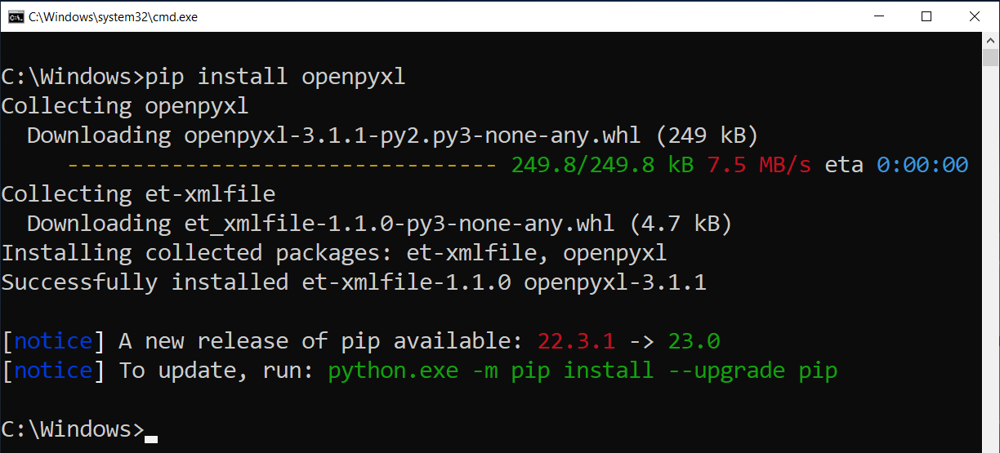 C:\Windows\system32\cmd.exe
C:\Windows>pip install openpyxl
Collecting openpyxl
  Downloading openpyxl-3.1.1-py2.py3-none-any.whl (249 kB)
     --------------------------------- 249.8/249.8 kB 7.5 MB/s eta 0:00:00
Collecting et-xmlfile
  Downloading et_xmlfile-1.1.0-py3-none-any.whl (4.7 kB)
Installing collected packages: et-xmlfile, openpyxl
Successfully installed et-xmlfile-1.1.0 openpyxl-3.1.1
[notice] A new release of pip available: 22.3.1 -> 23.0
[notice] To update, run: python.exe -m pip install --upgrade pip
C:\Windows>